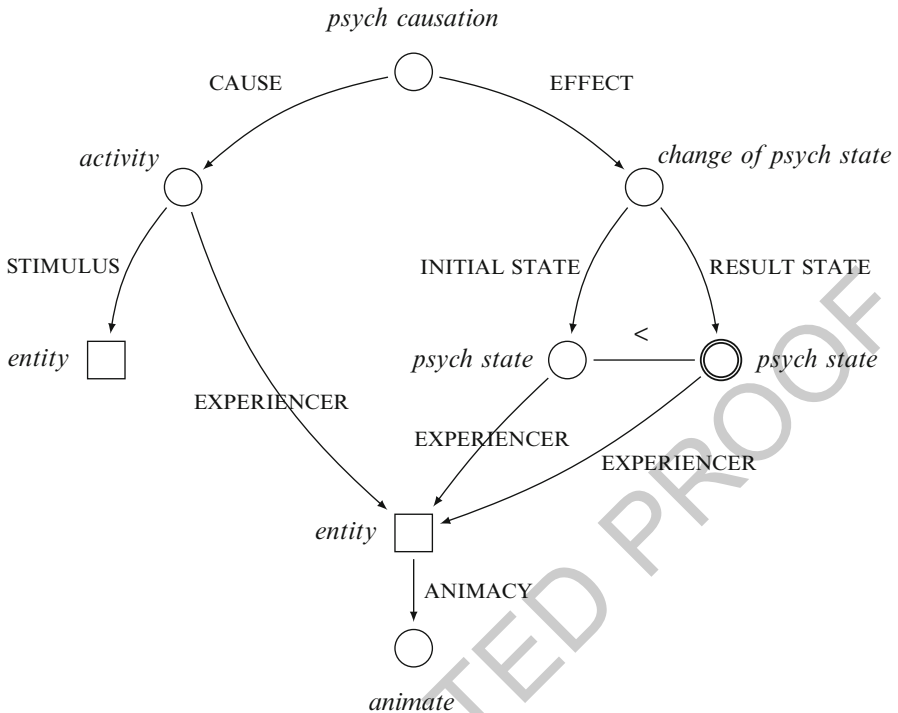 psych causation
CAUSE
EFFECT
activity
change of psych state
STIMULUS
INITIAL STATE
RESULT STATE
<
entity
psych state
psych state
EXPERIENCER
EXPERIENCER
EXPERIENCER
entity
ANIMACY
animate
TED PROOF